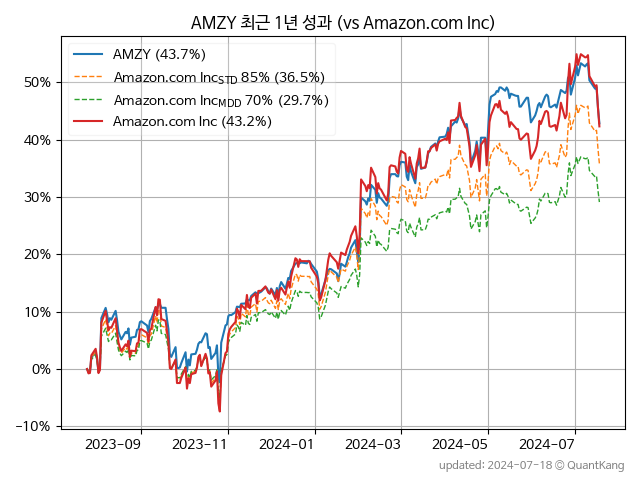 AMZY 최근 1년 성과 (vs Amazon.com Inc)
AMZY (43.7%)
Amazon.com IncSTD 85% (36.5%)
Amazon.com IncMDD 70% (29.7%)
Amazon.com Inc (43.2%)
50%
40%
30%
20%
10%
0%
−10%
2023-09
2023-11
2024-01
2024-03
2024-05
2024-07
updated: 2024-07-18 © QuantKang